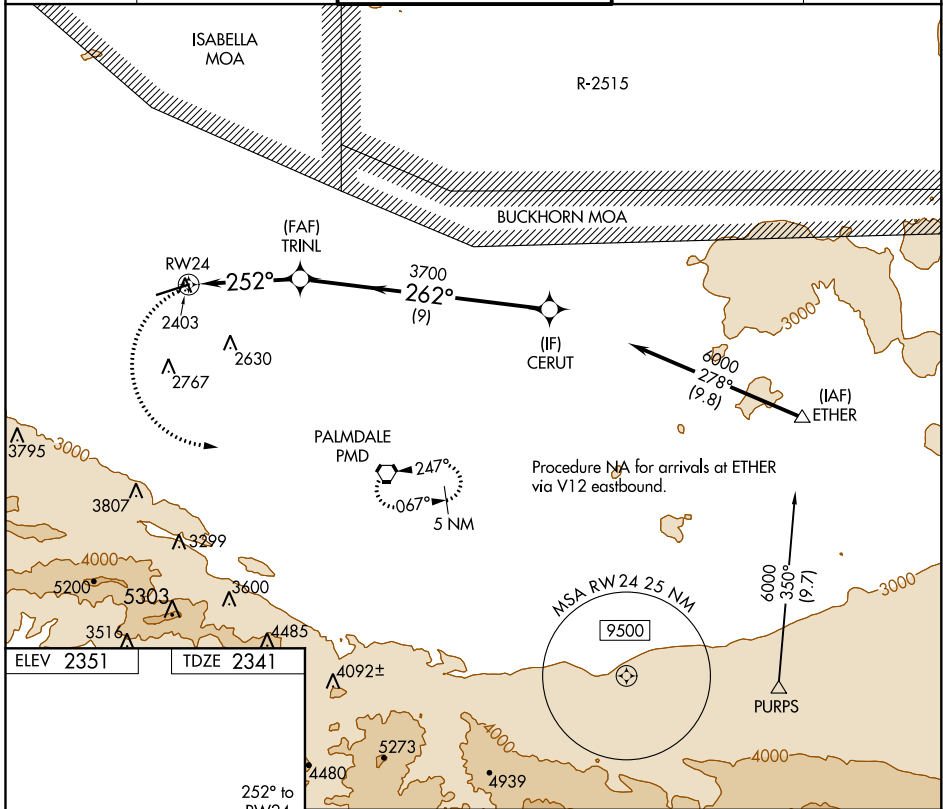 ISABELLA
MOA
R-2515
BUCKHORN MOA
(FAF)
TRINL
RW24
252°
3700
262°
(9)
2403
(IF)
CERUT
2630
2767
6000
278°
(9.8)
3000
(IAF)
ETHER
PALMDALE
PMD
247°
067°
5 NM
Procedure NA for arrivals at ETHER
via V12 eastbound.
3795
3000
3807
3299
4000
5200
5303
3600
3516
4485
6000
350°
(9.7)
3000
MSA RW24 25 NM
9500
PURPS
ELEV 2351
TDZE 2341
4092±
5273
4000
4480
4939
4000
252° to